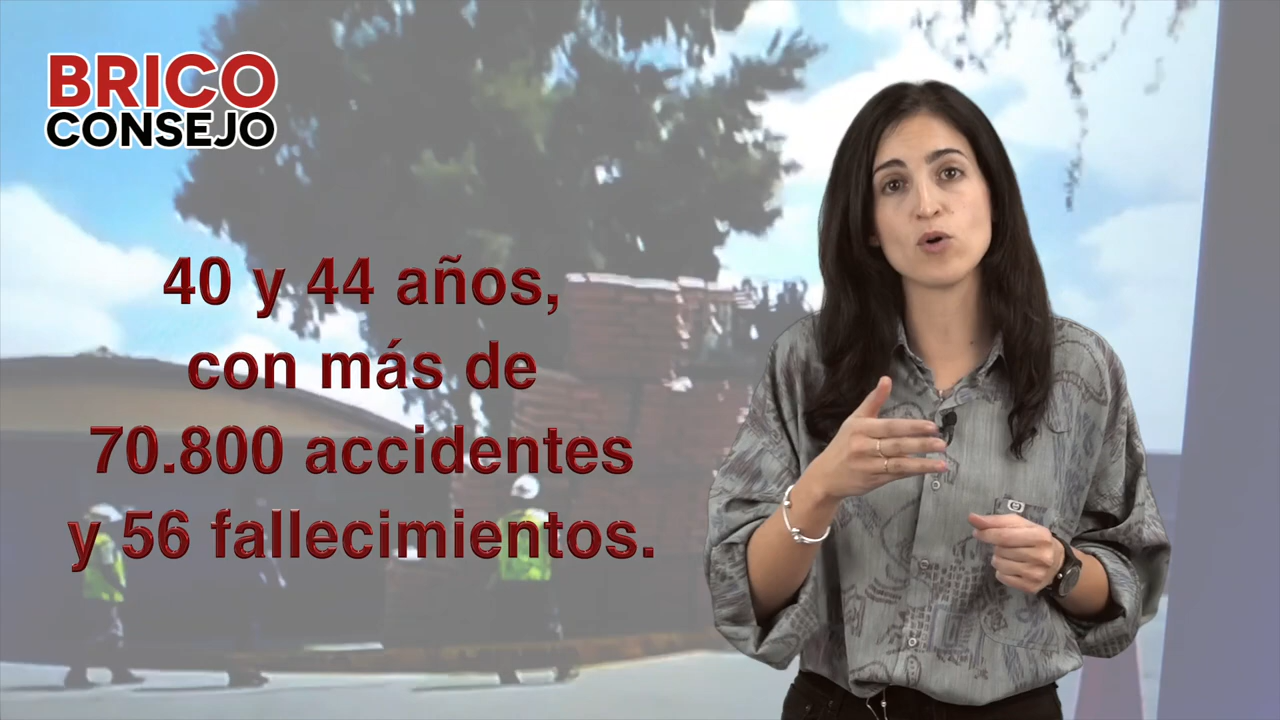 BRICO
CONSEJO
40 y 44 años,
con más de
70.800 accidentes
y 56 fallecimientos.